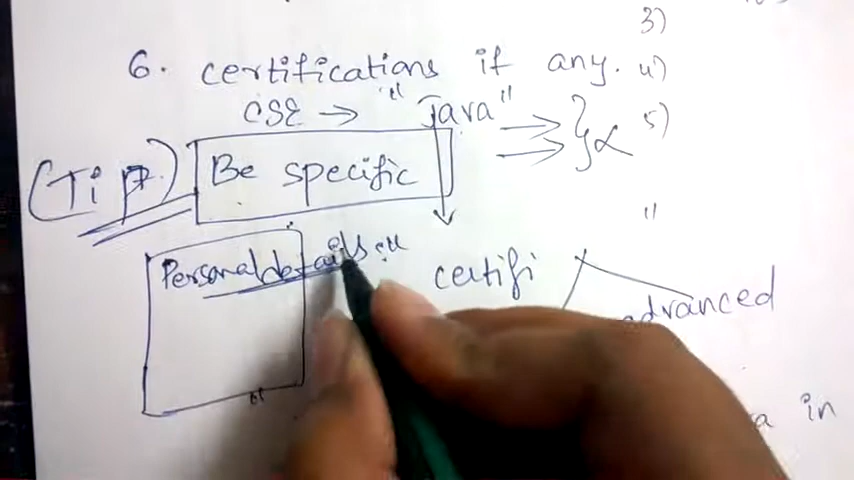 3)
6. certifications if any. 4)
CSE → "Java" 5)
(Tip) Be specific
"
Personal details
certifi
advanced
a in